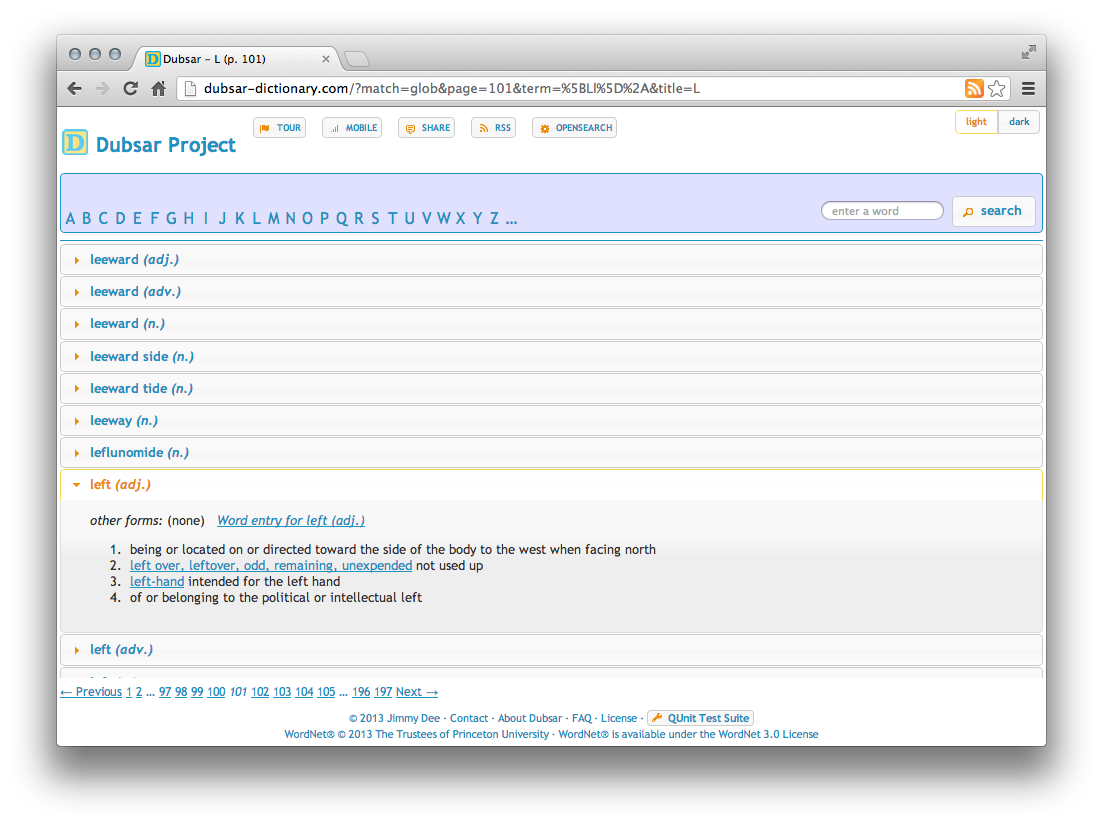 Dubsar – L (p. 101)
dubsar-dictionary.com/?match=glob&page=101&term=%5BLl%5D%2A&title=L
D Dubsar Project
TOUR MOBILE SHARE RSS OPENSEARCH
light dark
A B C D E F G H I J K L M N O P Q R S T U V W X Y Z ...
enter a word search
leeward (adj.)
leeward (adv.)
leeward (n.)
leeward side (n.)
leeward tide (n.)
leeway (n.)
leflunomide (n.)
left (adj.)
other forms: (none) Word entry for left (adj.)
1. being or located on or directed toward the side of the body to the west when facing north
2. left over, leftover, odd, remaining, unexpended not used up
3. left-hand intended for the left hand
4. of or belonging to the political or intellectual left
left (adv.)
← Previous 1 2 ... 97 98 99 100 101 102 103 104 105 ... 196 197 Next →
© 2013 Jimmy Dee · Contact · About Dubsar · FAQ · License · QUnit Test Suite
WordNet® © 2013 The Trustees of Princeton University · WordNet® is available under the WordNet 3.0 License